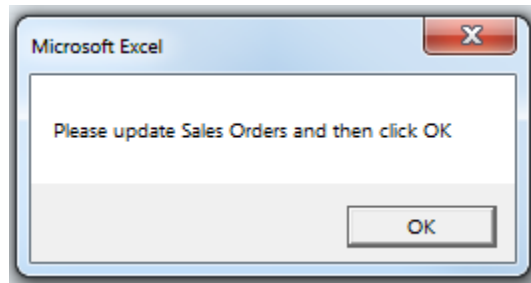 Microsoft Excel
Please update Sales Orders and then click OK
OK